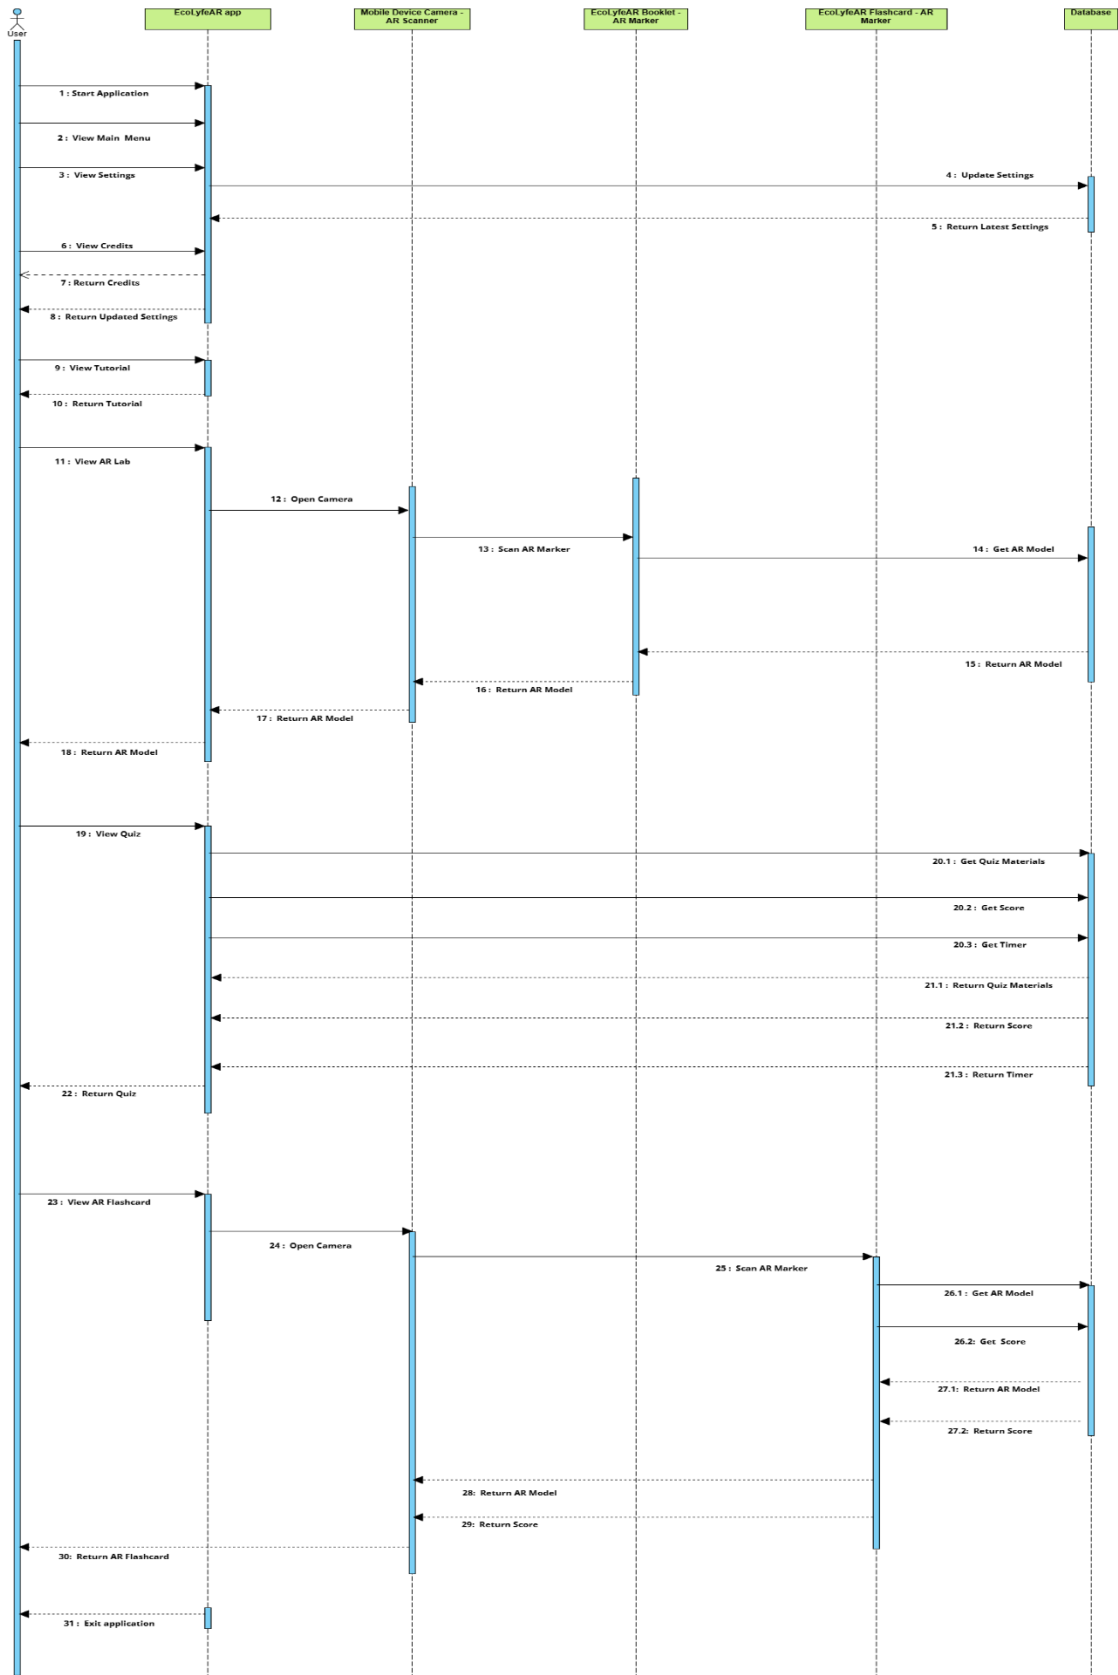 EcoLyfeAR app
Mobile Device Camera -
AR Scanner
EcoLyfeAR Booklet -
AR Marker
EcoLyfeAR Flashcard - AR
Marker
Database
User
1 : Start Application
2 : View Main Menu
3 : View Settings
4 : Update Settings
5 : Return Latest Settings
6 : View Credits
7 : Return Credits
8 : Return Updated Settings
9 : View Tutorial
10 : Return Tutorial
11 : View AR Lab
12 : Open Camera
13 : Scan AR Marker
14 : Get AR Model
15 : Return AR Model
16 : Return AR Model
17 : Return AR Model
18 : Return AR Model
19 : View Quiz
20.1 : Get Quiz Materials
20.2 : Get Score
20.3 : Get Timer
21.1 : Return Quiz Materials
21.2 : Return Score
21.3 : Return Timer
22 : Return Quiz
23 : View AR Flashcard
24 : Open Camera
25 : Scan AR Marker
26.1 : Get AR Model
26.2: Get Score
27.1: Return AR Model
27.2: Return Score
28: Return AR Model
29: Return Score
30: Return AR Flashcard
31 : Exit application